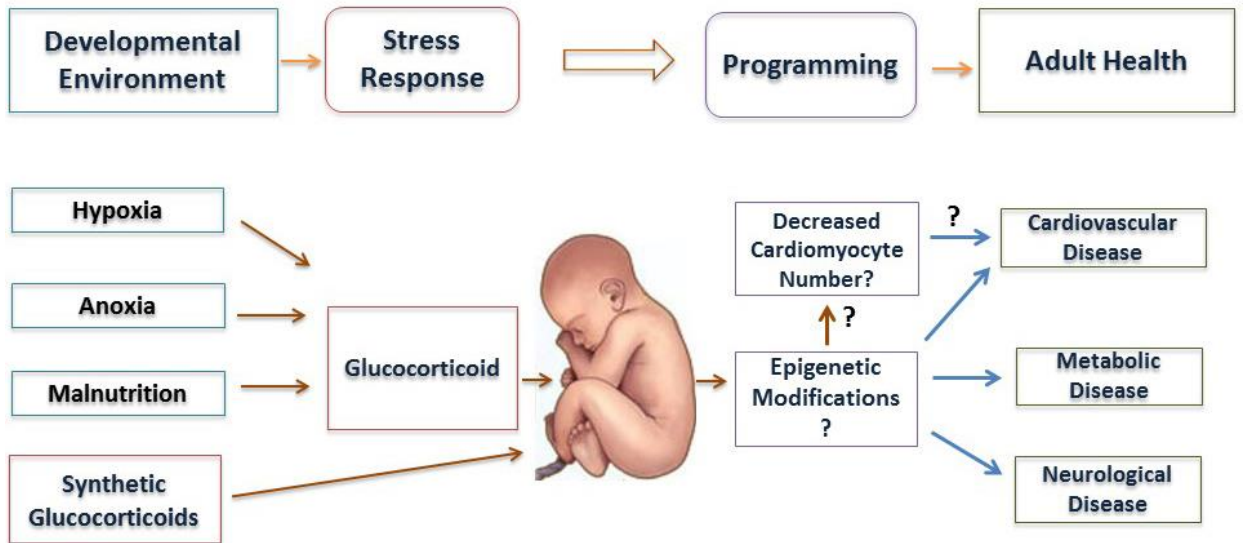 Developmental
Environment
Stress
Response
Programming
Adult Health
Hypoxia
Anoxia
Malnutrition
Synthetic
Glucocorticoids
Glucocorticoid
Decreased
Cardiomyocyte
Number?
?
?
Epigenetic
Modifications
?
Cardiovascular
Disease
Metabolic
Disease
Neurological
Disease